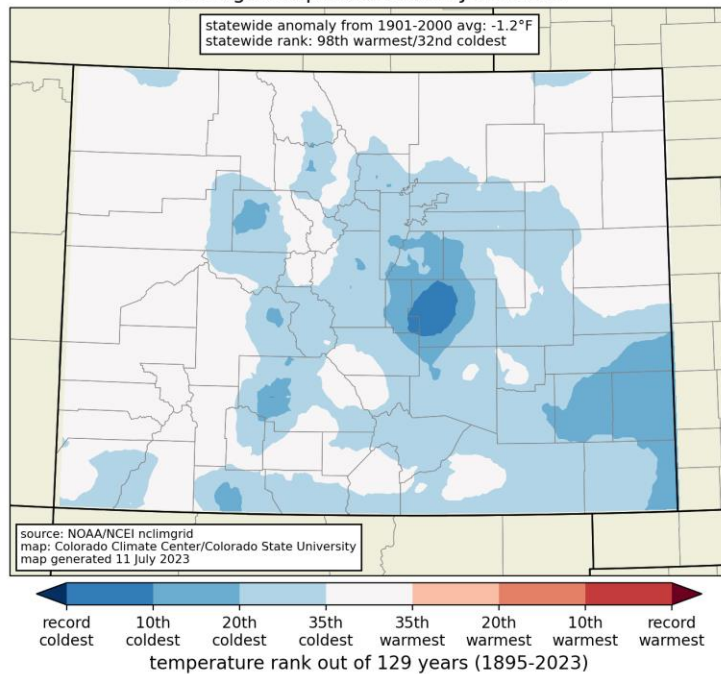 statewide anomaly from 1901-2000 avg: -1.2°F
statewide rank: 98th warmest/32nd coldest
source: NOAA/NCEI nclimgrid
map: Colorado Climate Center/Colorado State University
map generated 11 July 2023
record 10th 20th 35th 35th 20th 10th record
coldest coldest coldest coldest warmest warmest warmest warmest
temperature rank out of 129 years (1895-2023)